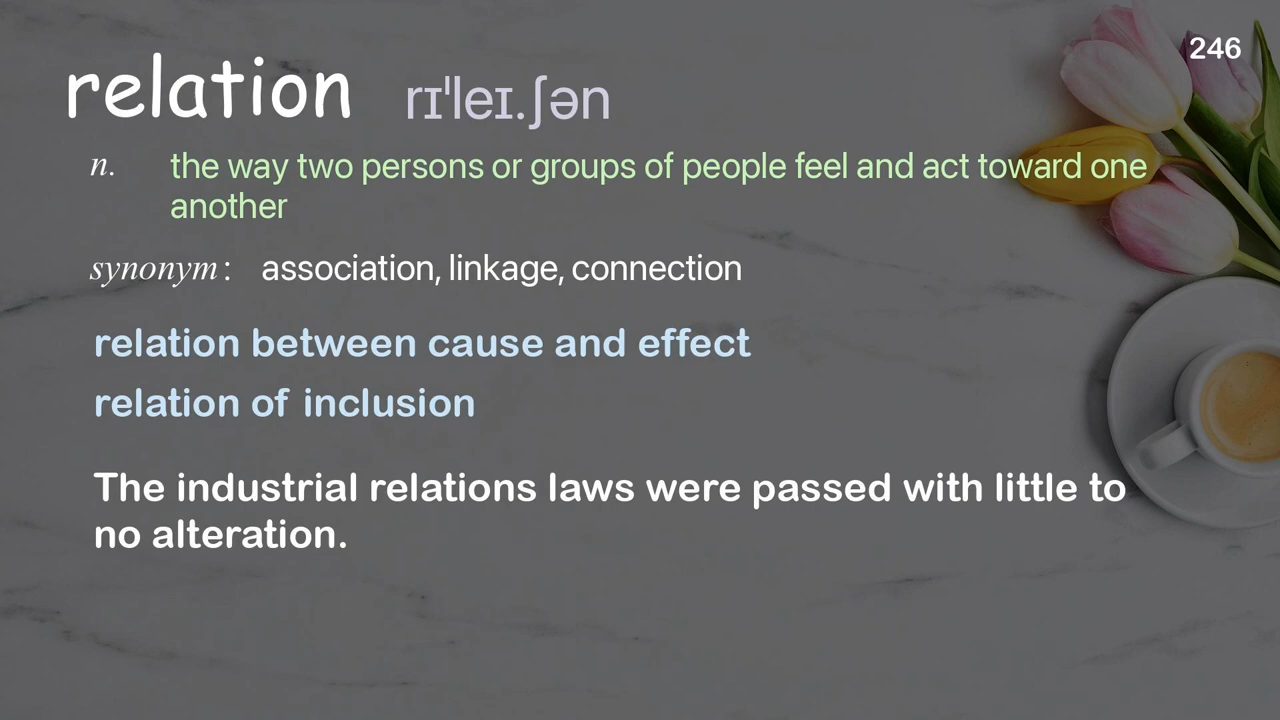 246
relation rɪˈleɪ.ʃən
n. the way two persons or groups of people feel and act toward one
another
synonym: association, linkage, connection
relation between cause and effect
relation of inclusion
The industrial relations laws were passed with little to
no alteration.